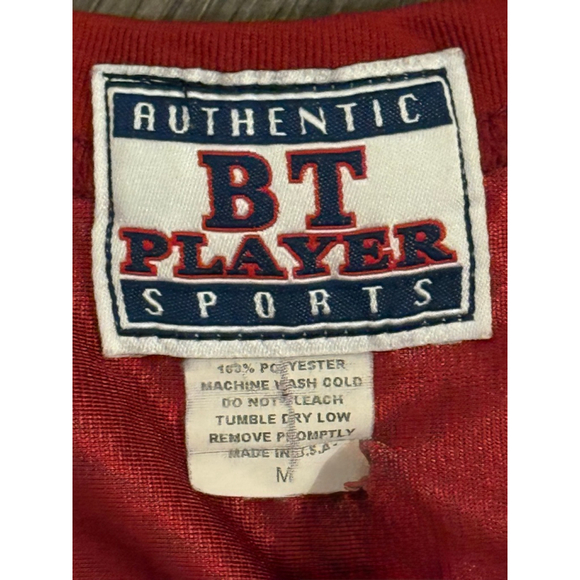 AUTHENTIC
BT
PLAYER
SPORTS
100% POLYESTER
MACHINE WASH COLD
DO NOT BLEACH
TUMBLE DRY LOW
REMOVE PROMPTLY
MADE IN U.S.A.
M